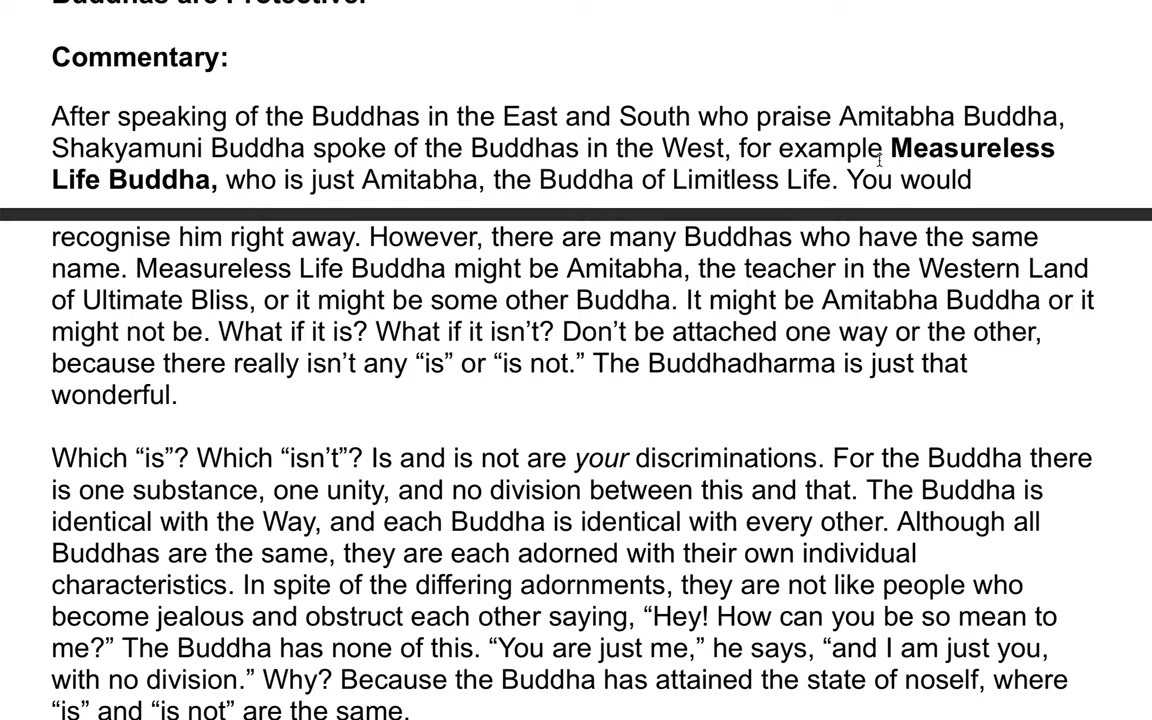 Buddhas are Protective.
Commentary:
After speaking of the Buddhas in the East and South who praise Amitabha Buddha,
Shakyamuni Buddha spoke of the Buddhas in the West, for example Measureless
Life Buddha, who is just Amitabha, the Buddha of Limitless Life. You would
recognise him right away. However, there are many Buddhas who have the same
name. Measureless Life Buddha might be Amitabha, the teacher in the Western Land
of Ultimate Bliss, or it might be some other Buddha. It might be Amitabha Buddha or it
might not be. What if it is? What if it isn’t? Don’t be attached one way or the other,
because there really isn’t any “is” or “is not.” The Buddhadharma is just that
wonderful.
Which “is”? Which “isn’t”? Is and is not are your discriminations. For the Buddha there
is one substance, one unity, and no division between this and that. The Buddha is
identical with the Way, and each Buddha is identical with every other. Although all
Buddhas are the same, they are each adorned with their own individual
characteristics. In spite of the differing adornments, they are not like people who
become jealous and obstruct each other saying, “Hey! How can you be so mean to
me?” The Buddha has none of this. “You are just me,” he says, “and I am just you,
with no division.” Why? Because the Buddha has attained the state of noself, where
“is” and “is not” are the same.